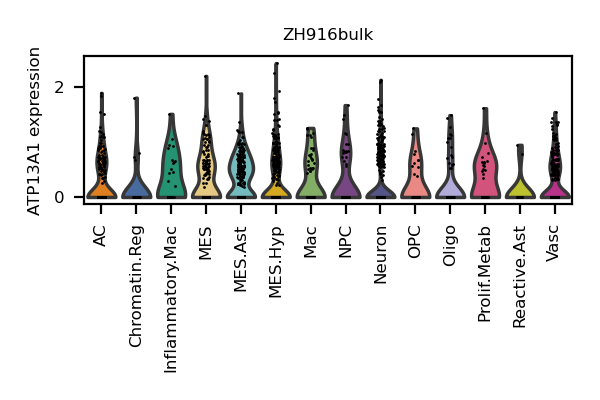 ZH916bulk
ATP13A1 expression
2
0
AC
Chromatin.Reg
Inflammatory.Mac
MES
MES.Ast
MES.Hyp
Mac
NPC
Neuron
OPC
Oligo
Prolif.Metab
Reactive.Ast
Vasc